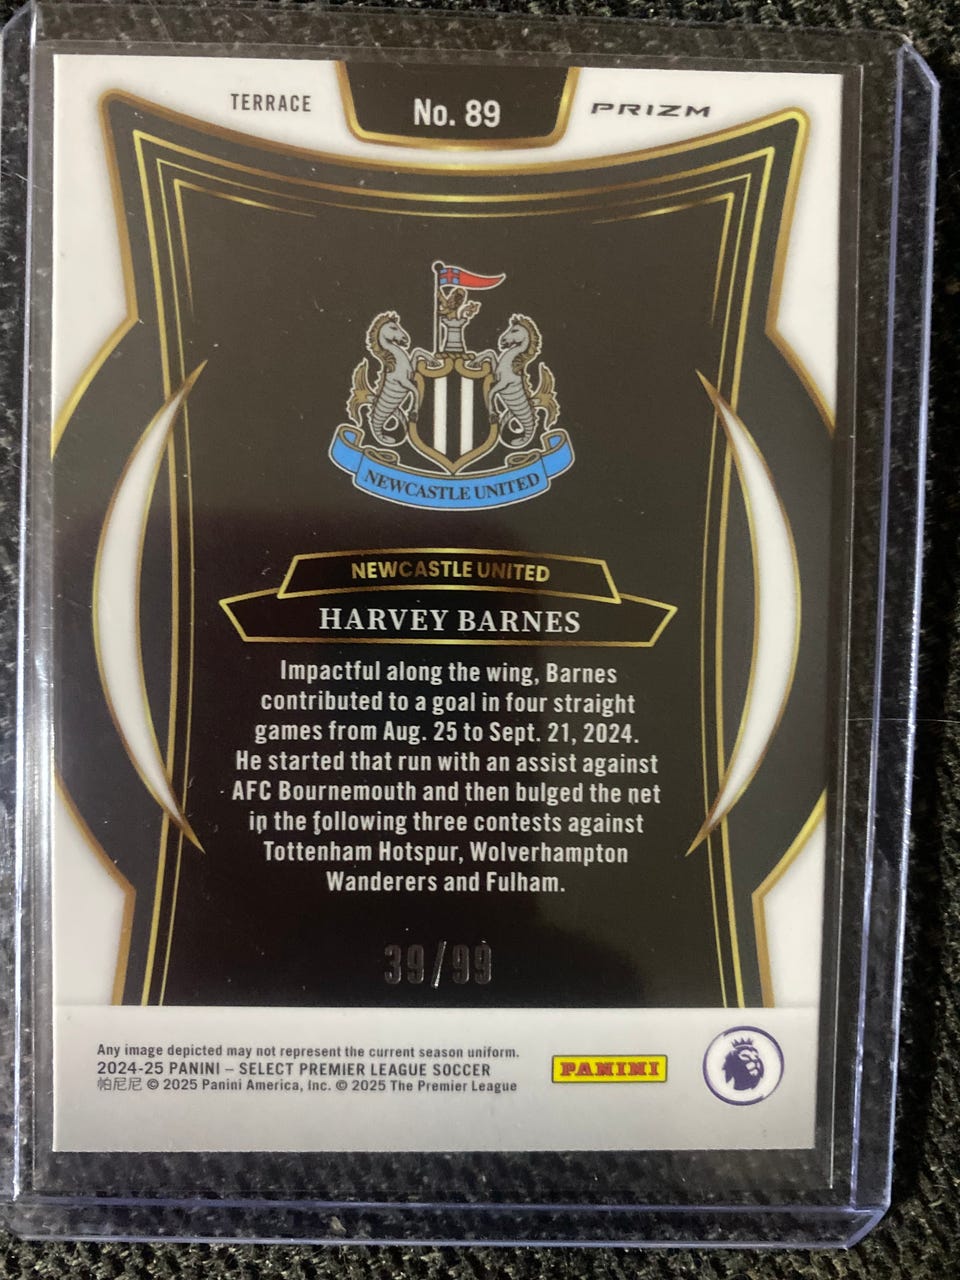 TERRACE
No. 89
PRIZM
NEWCASTLE UNITED
NEWCASTLE UNITED
HARVEY BARNES
Impactful along the wing, Barnes
contributed to a goal in four straight
games from Aug. 25 to Sept. 21, 2024.
He started that run with an assist against
AFC Bournemouth and then bulged the net
in the following three contests against
Tottenham Hotspur, Wolverhampton
Wanderers and Fulham.
39/99
Any image depicted may not represent the current season uniform.
2024-25 PANINI – SELECT PREMIER LEAGUE SOCCER
帕尼尼 © 2025 Panini America, Inc. © 2025 The Premier League
PANINI